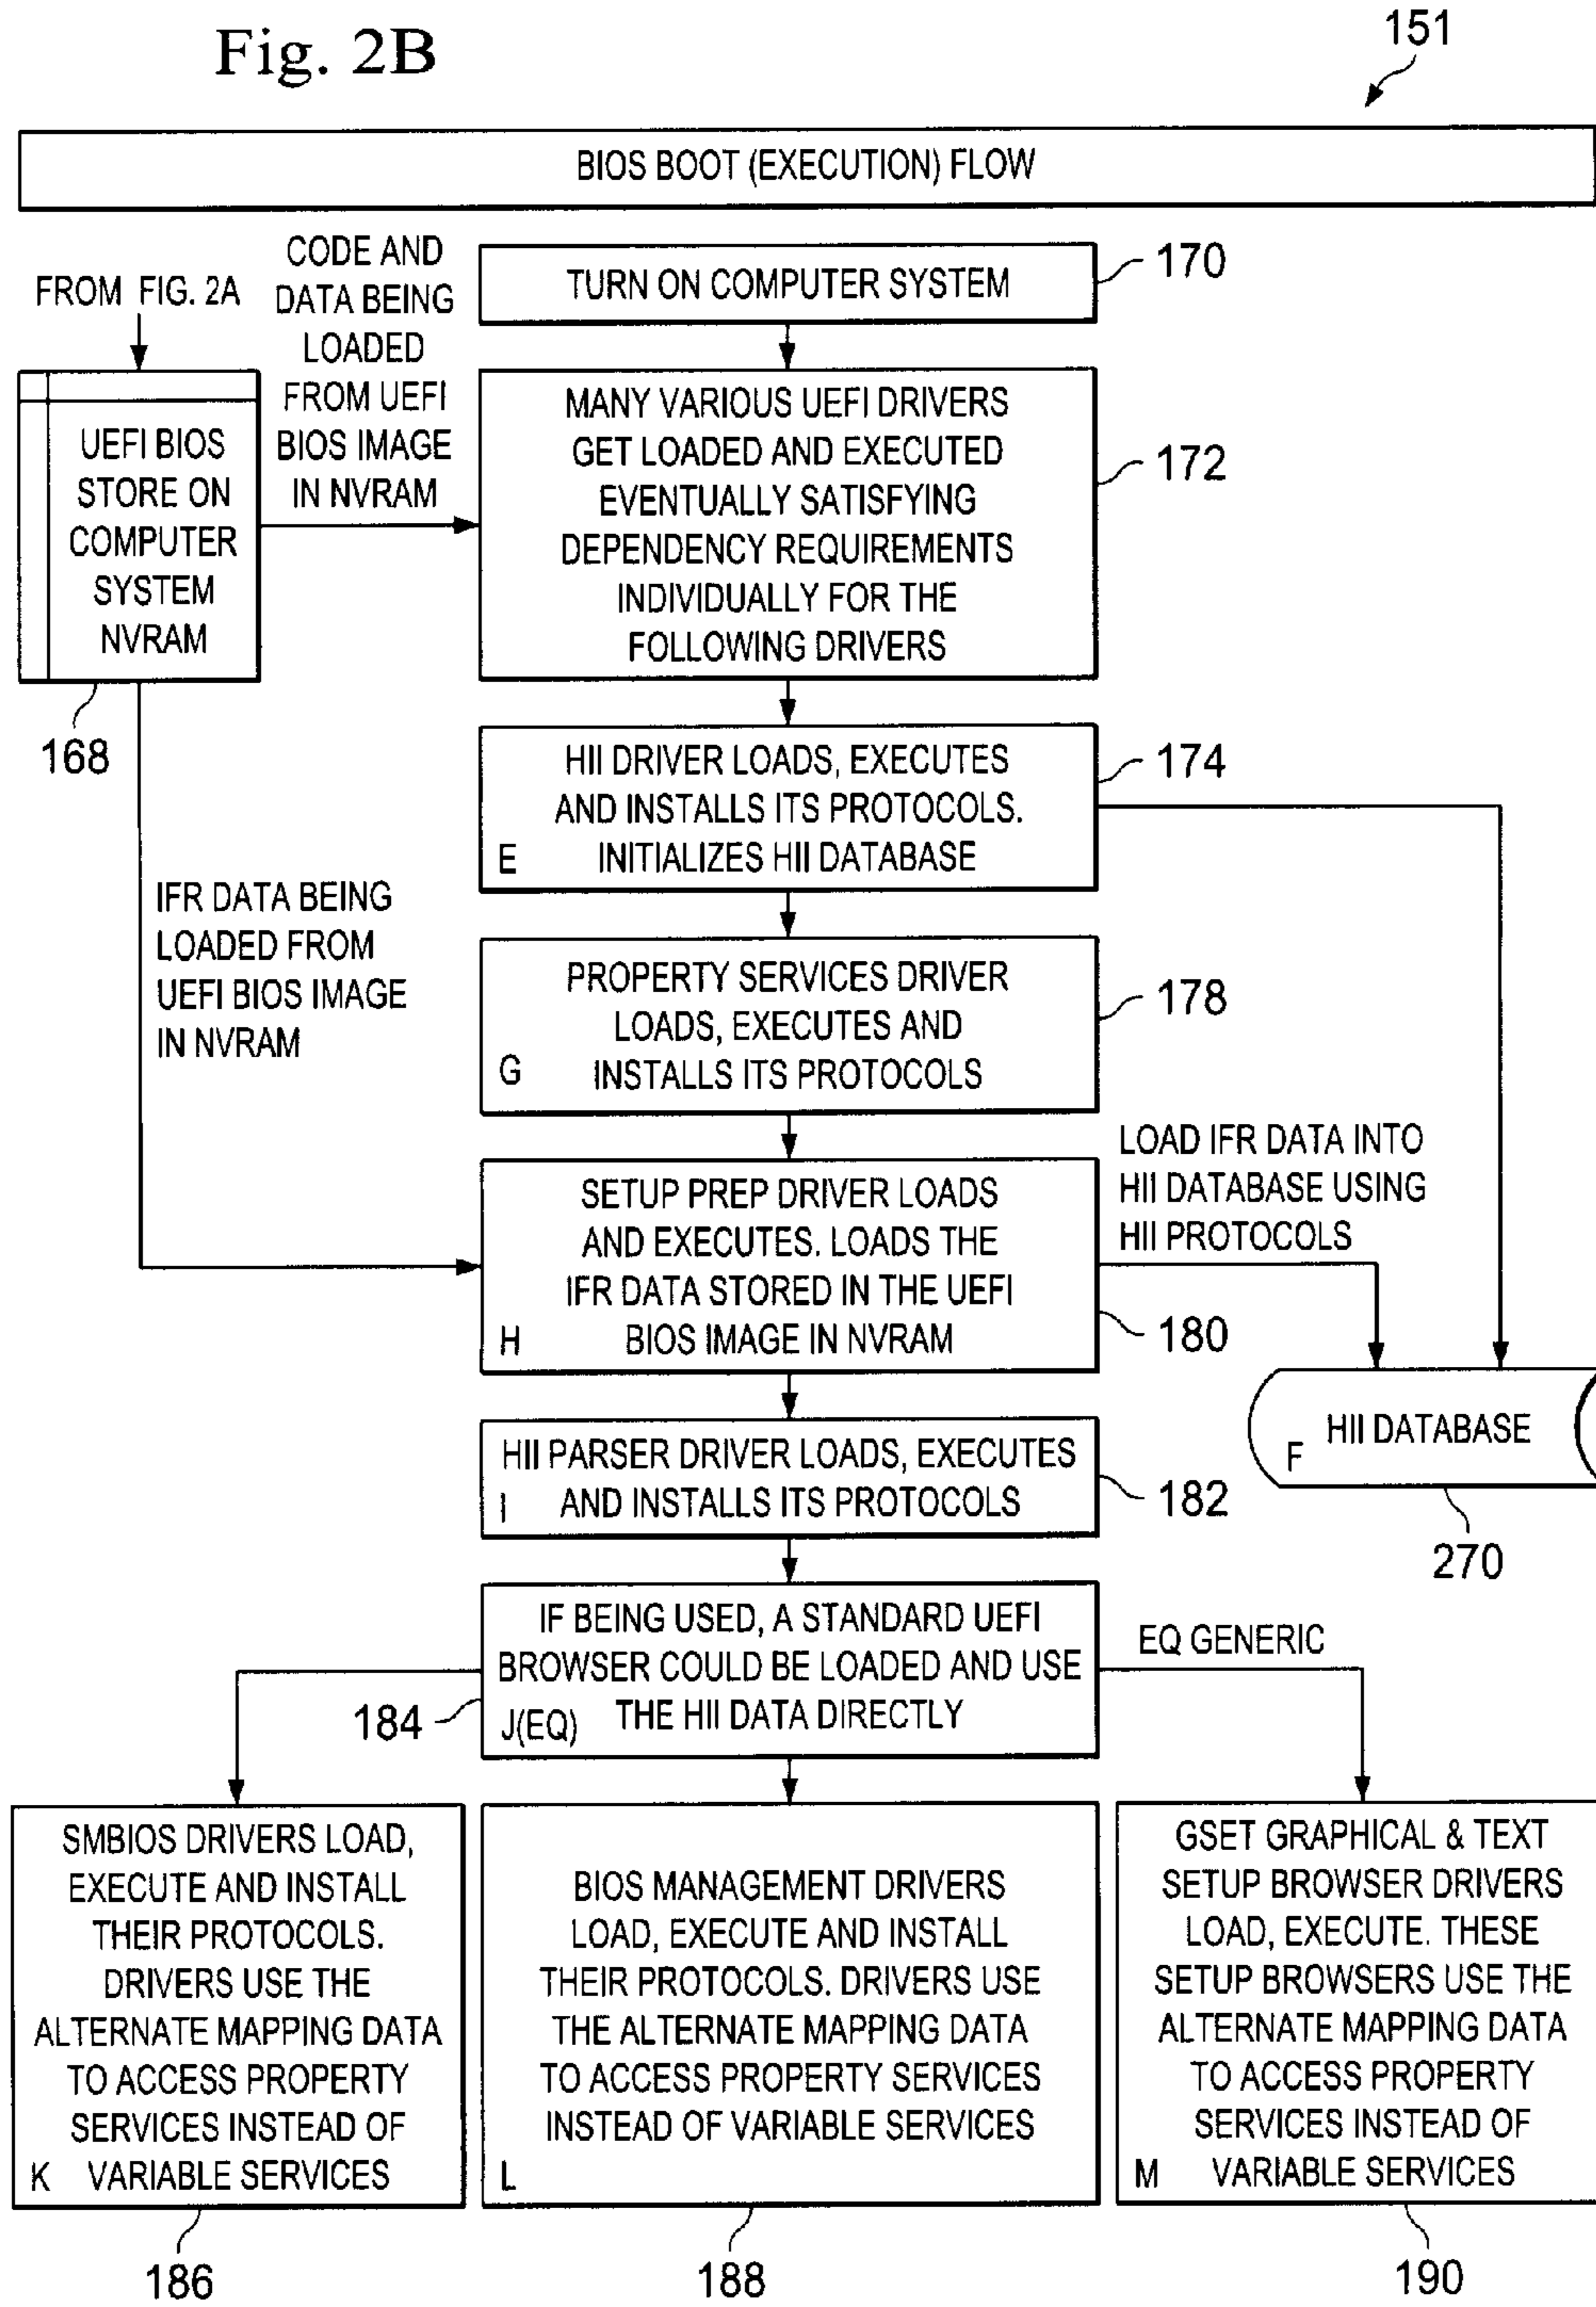 Fig. 2B
151
BIOS BOOT (EXECUTION) FLOW
FROM FIG. 2A
CODE AND
DATA BEING
LOADED
FROM UEFI
BIOS IMAGE
IN NVRAM
TURN ON COMPUTER SYSTEM
170
UEFI BIOS
STORE ON
COMPUTER
SYSTEM
NVRAM
168
MANY VARIOUS UEFI DRIVERS
GET LOADED AND EXECUTED
EVENTUALLY SATISFYING
DEPENDENCY REQUIREMENTS
INDIVIDUALLY FOR THE
FOLLOWING DRIVERS
172
HII DRIVER LOADS, EXECUTES
AND INSTALLS ITS PROTOCOLS.
E INITIALIZES HII DATABASE
174
IFR DATA BEING
LOADED FROM
UEFI BIOS IMAGE
IN NVRAM
PROPERTY SERVICES DRIVER
LOADS, EXECUTES AND
G INSTALLS ITS PROTOCOLS
178
SETUP PREP DRIVER LOADS
AND EXECUTES. LOADS THE
IFR DATA STORED IN THE UEFI
H BIOS IMAGE IN NVRAM
180
LOAD IFR DATA INTO
HII DATABASE USING
HII PROTOCOLS
HII PARSER DRIVER LOADS, EXECUTES
I AND INSTALLS ITS PROTOCOLS
182
HII DATABASE
F
270
IF BEING USED, A STANDARD UEFI
BROWSER COULD BE LOADED AND USE
J(EQ) THE HII DATA DIRECTLY
184
EQ GENERIC
SMBIOS DRIVERS LOAD,
EXECUTE AND INSTALL
THEIR PROTOCOLS.
DRIVERS USE THE
ALTERNATE MAPPING DATA
TO ACCESS PROPERTY
SERVICES INSTEAD OF
K VARIABLE SERVICES
186
BIOS MANAGEMENT DRIVERS
LOAD, EXECUTE AND INSTALL
THEIR PROTOCOLS. DRIVERS USE
THE ALTERNATE MAPPING DATA
TO ACCESS PROPERTY SERVICES
INSTEAD OF VARIABLE SERVICES
L
188
GSET GRAPHICAL & TEXT
SETUP BROWSER DRIVERS
LOAD, EXECUTE. THESE
SETUP BROWSERS USE THE
ALTERNATE MAPPING DATA
TO ACCESS PROPERTY
SERVICES INSTEAD OF
M VARIABLE SERVICES
190